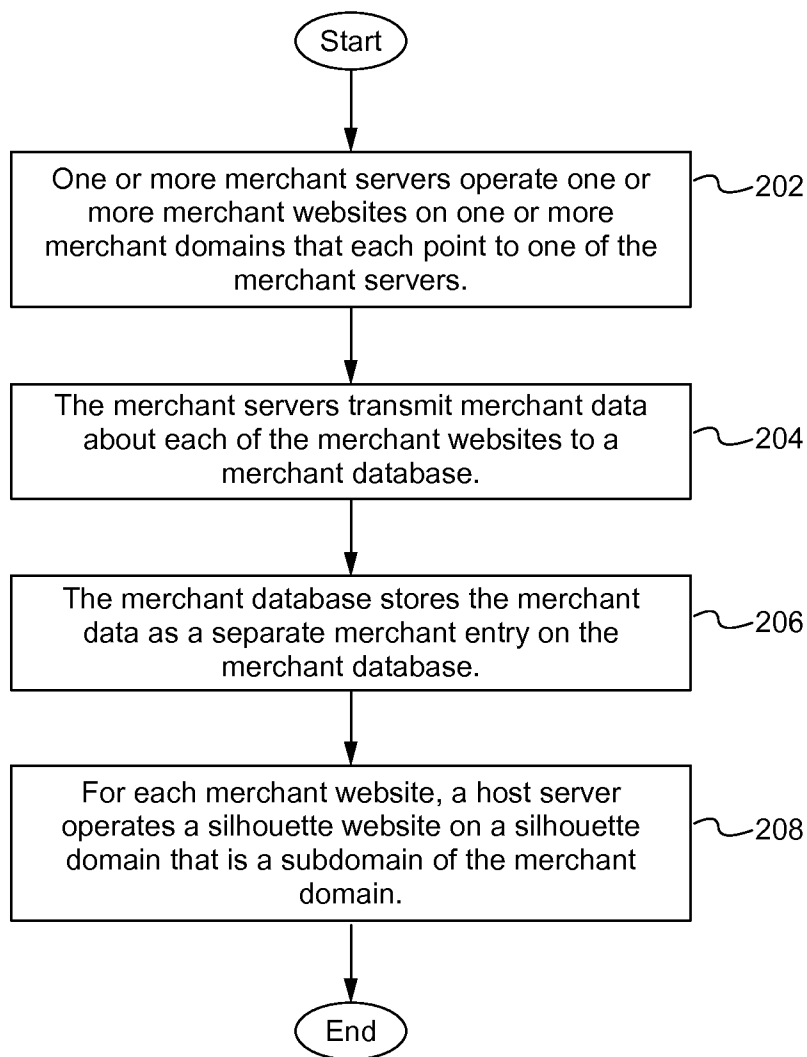 Start
One or more merchant servers operate one or
more merchant websites on one or more
merchant domains that each point to one of the
merchant servers.
202
The merchant servers transmit merchant data
about each of the merchant websites to a
merchant database.
204
The merchant database stores the merchant
data as a separate merchant entry on the
merchant database.
206
For each merchant website, a host server
operates a silhouette website on a silhouette
domain that is a subdomain of the merchant
domain.
208
End